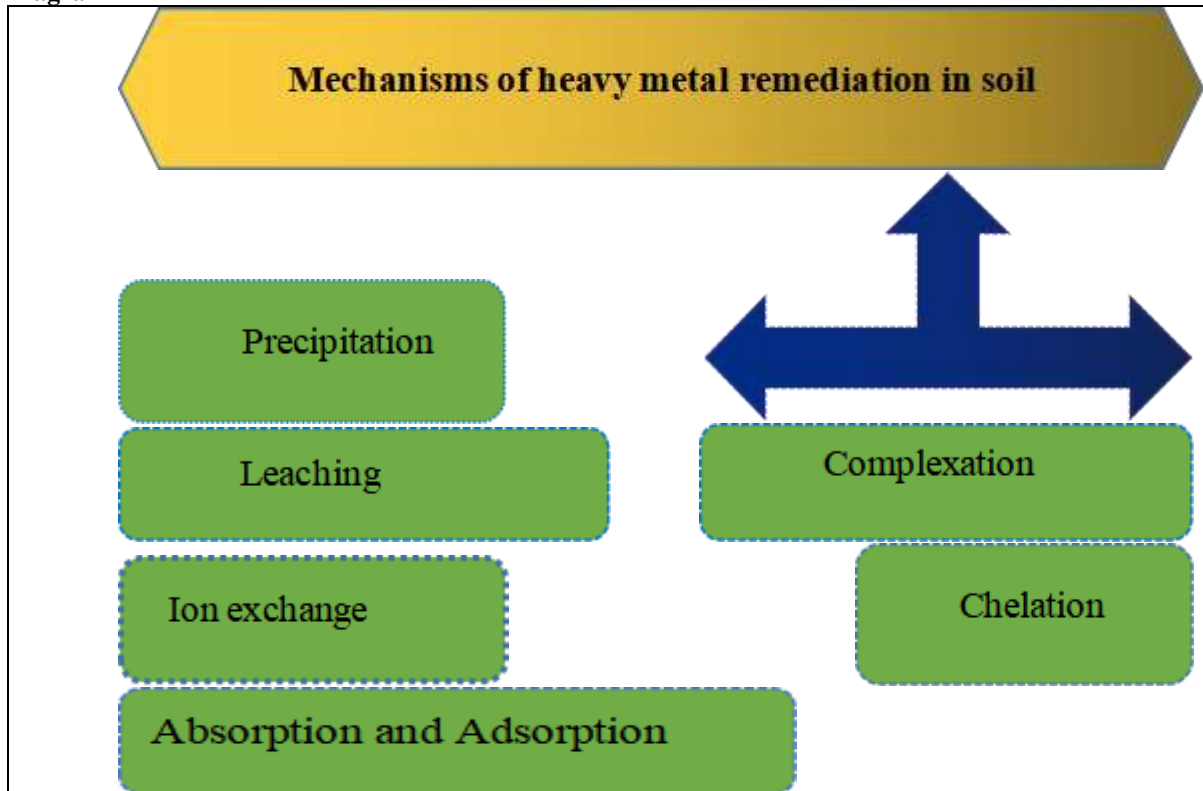 Mechanisms of heavy metal remediation in soil
Precipitation
Leaching
Ion exchange
Absorption and Adsorption
Complexation
Chelation